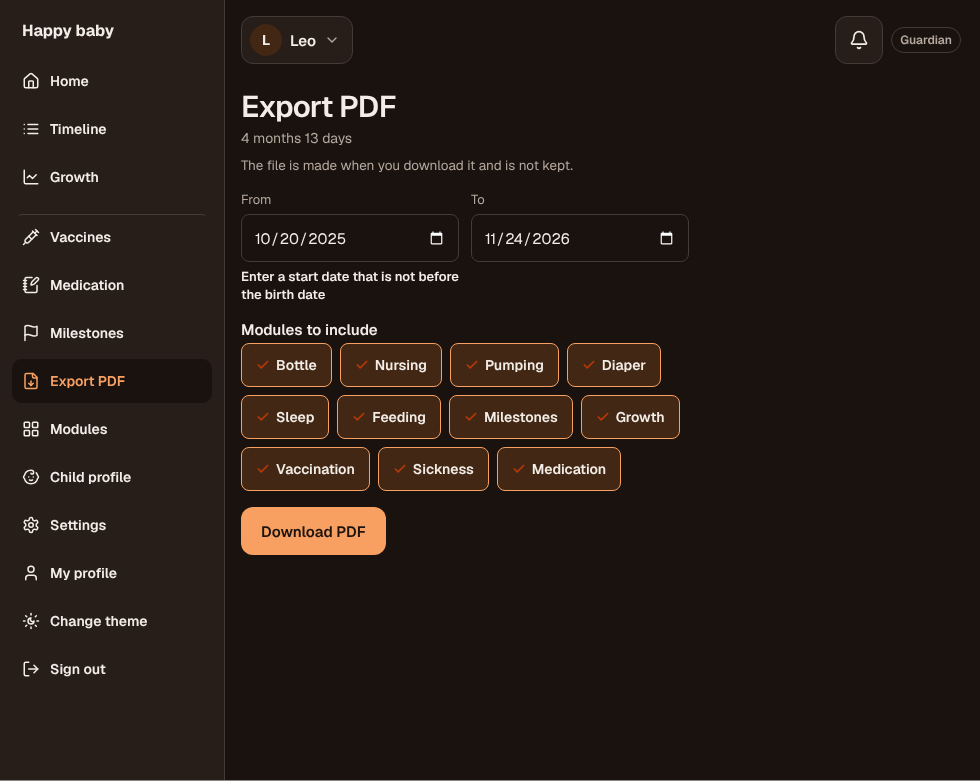 Happy baby
L Leo
Guardian
Home
Timeline
Growth
Vaccines
Medication
Milestones
Export PDF
Modules
Child profile
Settings
My profile
Change theme
Sign out
Export PDF
4 months 13 days
The file is made when you download it and is not kept.
From To
10/20/2025 11/24/2026
Enter a start date that is not before
the birth date
Modules to include
Bottle Nursing Pumping Diaper
Sleep Feeding Milestones Growth
Vaccination Sickness Medication
Download PDF